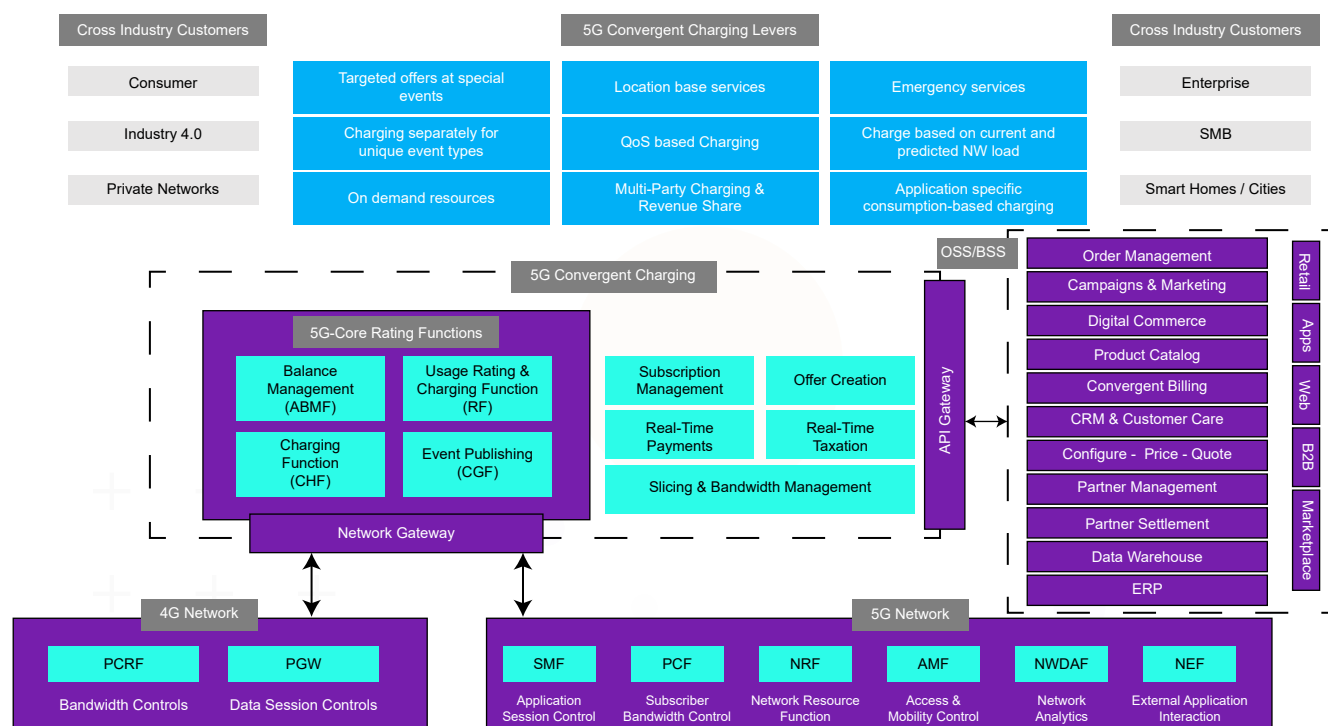 Cross Industry Customers
Consumer
Industry 4.0
Private Networks
5G Convergent Charging Levers
Targeted offers at special
events
Location base services
Emergency services
Charging separately for
unique event types
QoS based Charging
Charge based on current and
predicted NW load
On demand resources
Multi-Party Charging &
Revenue Share
Application specific
consumption-based charging
Cross Industry Customers
Enterprise
SMB
Smart Homes / Cities
5G Convergent Charging
5G-Core Rating Functions
Balance
Management
(ABMF)
Usage Rating &
Charging Function
(RF)
Charging
Function
(CHF)
Event Publishing
(CGF)
Subscription
Management
Offer Creation
Real-Time
Payments
Real-Time
Taxation
Slicing & Bandwidth Management
Network Gateway
API Gateway
OSS/BSS
Order Management
Campaigns & Marketing
Digital Commerce
Product Catalog
Convergent Billing
CRM & Customer Care
Configure - Price - Quote
Partner Management
Partner Settlement
Data Warehouse
ERP
Retail
Apps
Web
B2B
Marketplace
4G Network
PCRF
Bandwidth Controls
PGW
Data Session Controls
5G Network
SMF
Application
Session Control
PCF
Subscriber
Bandwidth Control
NRF
Network Resource
Function
AMF
Access &
Mobility Control
NWDAF
Network
Analytics
NEF
External Application
Interaction